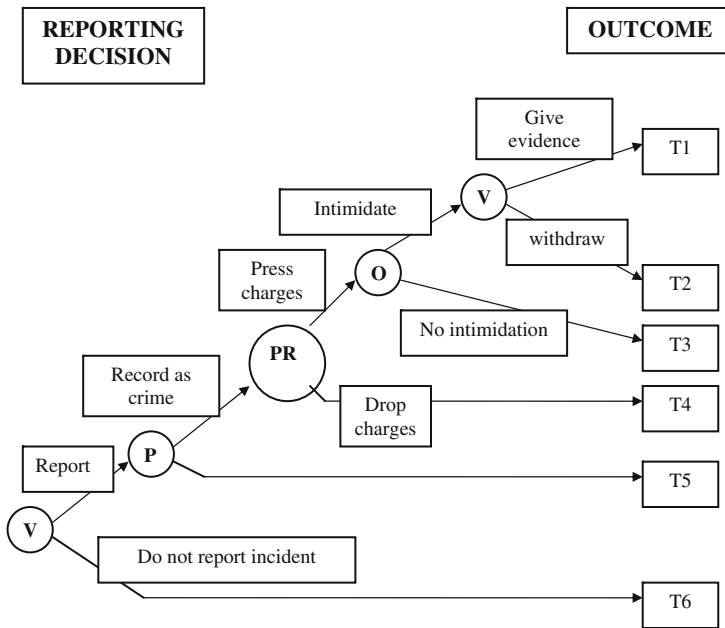 REPORTING
DECISION
OUTCOME
Give
evidence
T1
V
Intimidate
withdraw
Press
charges
O
T2
No intimidation
T3
PR
Record as
crime
Drop
charges
T4
P
Report
T5
V
Do not report incident
T6